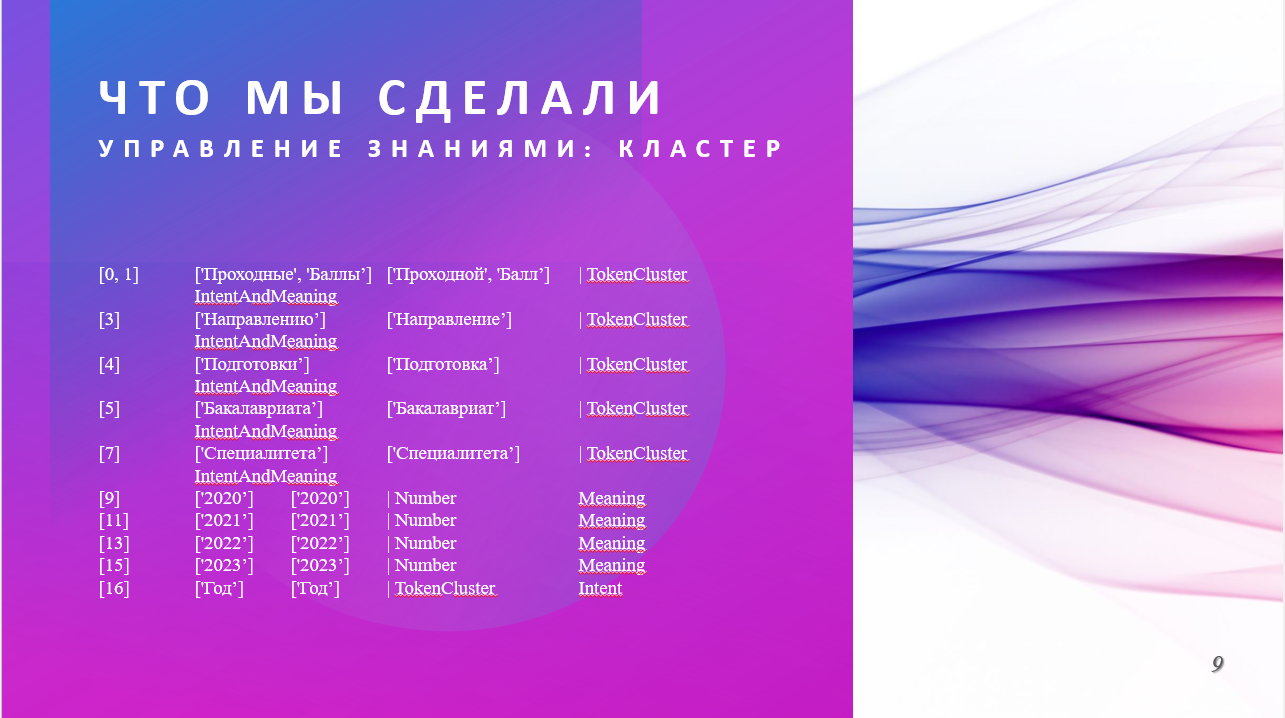 ЧТО МЫ СДЕЛАЛИ
УПРАВЛЕНИЕ ЗНАНИЯМИ: КЛАСТЕР
[0, 1] ['Проходные', 'Баллы’] ['Проходной', 'Балл’] | TokenCluster
IntentAndMeaning
[3] ['Направлению’] ['Направление’] | TokenCluster
IntentAndMeaning
[4] ['Подготовки’] ['Подготовка’] | TokenCluster
IntentAndMeaning
[5] ['Бакалавриата’] ['Бакалавриат’] | TokenCluster
IntentAndMeaning
[7] ['Специалитета’] ['Специалитета’] | TokenCluster
IntentAndMeaning
[9] ['2020’] ['2020’] | Number Meaning
[11] ['2021’] ['2021’] | Number Meaning
[13] ['2022’] ['2022’] | Number Meaning
[15] ['2023’] ['2023’] | Number Meaning
[16] ['Год’] ['Год’] | TokenCluster Intent
9